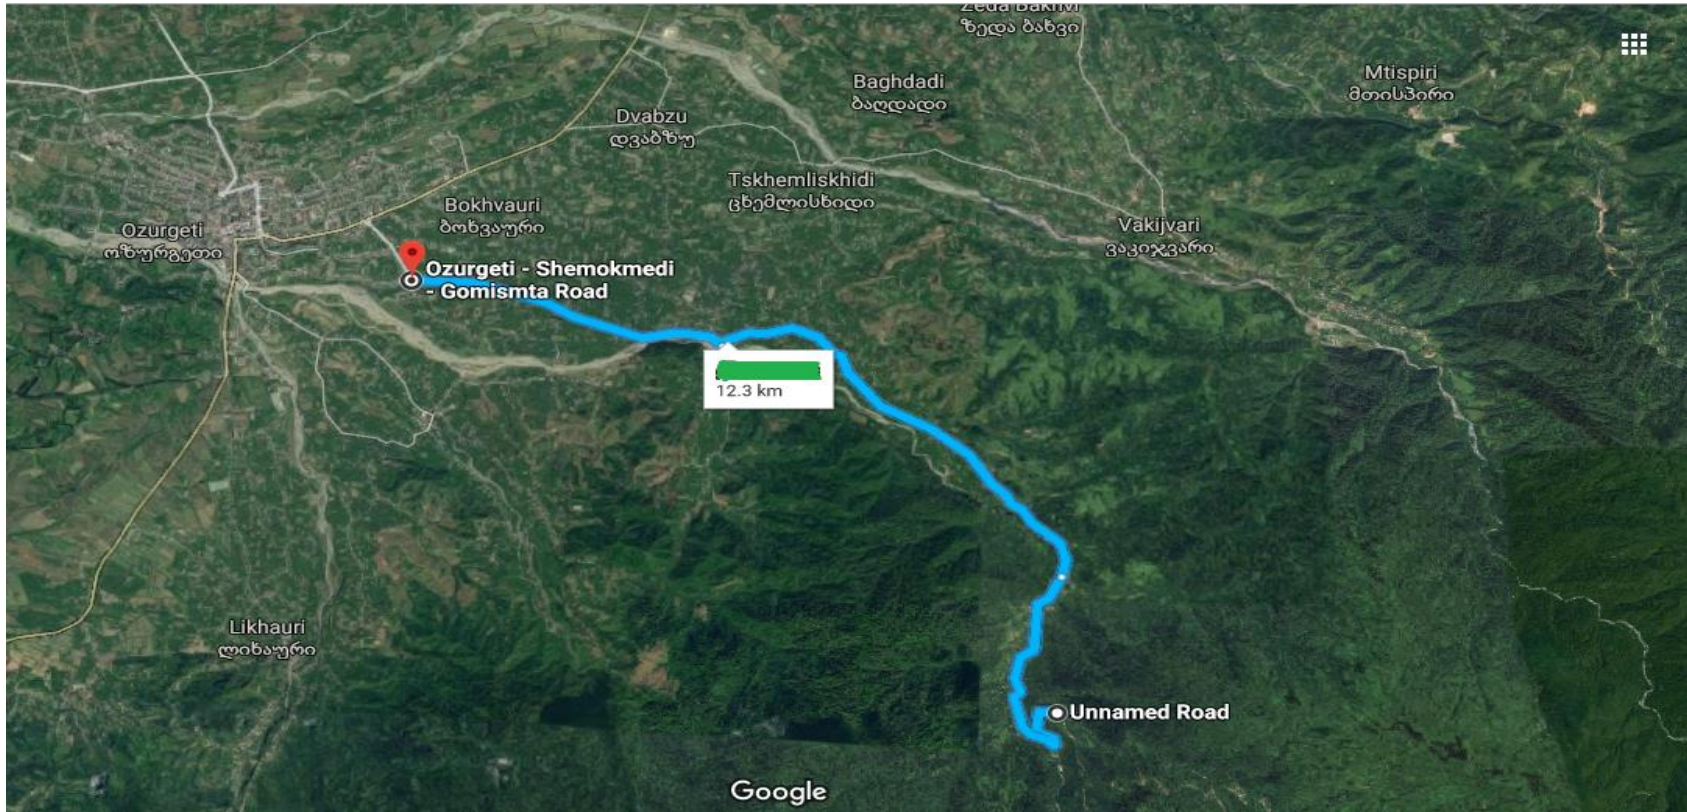 Zeda Bakhvi
ზედა ბახვი
Mtispiri
მთისპირი
Baghdadi
ბაღდადი
Dvabzu
დვაბზუ
Tskhemliskhidi
ცხემლისხიდი
Bokhvauri
ბოხვაური
Vakijvari
ვაკიჯვარი
Ozurgeti
ოზურგეთი
Ozurgeti - Shemokmedi
- Gomismta Road
12.3 km
Likhauri
ლიხაური
Unnamed Road
Google